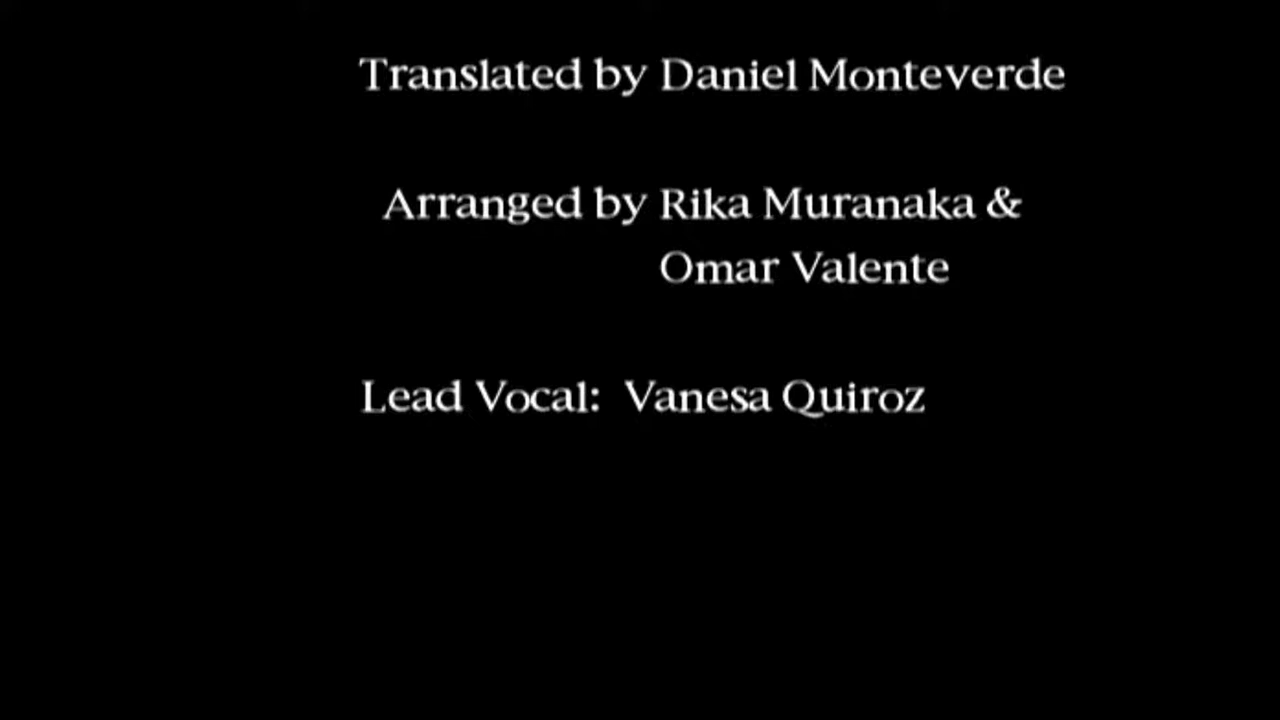 Translated by Daniel Monteverde
Arranged by Rika Muranaka &
Omar Valente
Lead Vocal: Vanesa Quiroz